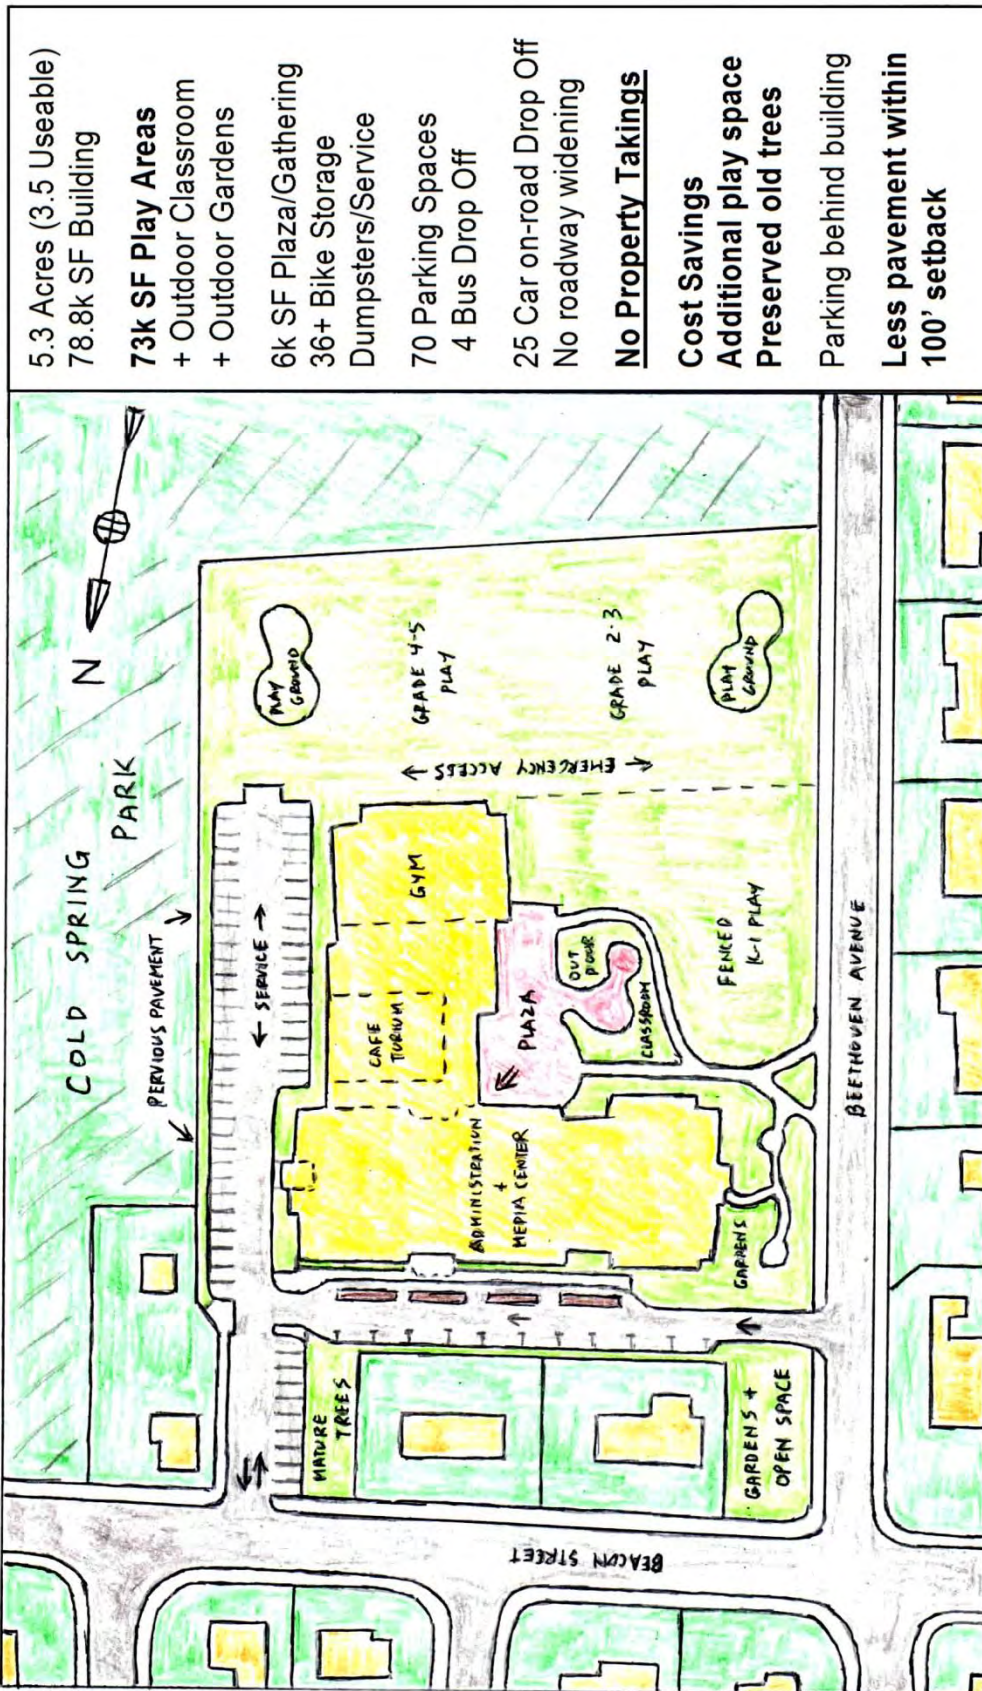 5.3 Acres (3.5 Useable)
78.8k SF Building
73k SF Play Areas
+ Outdoor Classroom
+ Outdoor Gardens
6k SF Plaza/Gathering
36+ Bike Storage
Dumpsters/Service
70 Parking Spaces
4 Bus Drop Off
25 Car on-road Drop Off
No roadway widening
No Property Takings
Cost Savings
Additional play space
Preserved old trees
Parking behind building
Less pavement within
100' setback
N
COLD SPRING
PARK
PERVIOUS PAVEMENT
SERVICE
PLAY
GROUND
GRADE 4-5
PLAY
GRADE 2-3
PLAY
PLAY
GROUND
EMERGENCY ACCESS
GYM
CAFE
TURIUM
PLAZA
OUT
DOOR
CLASSROOM
FENCED
K-1 PLAY
ADMINISTRATION
+
MEDIA CENTER
GARDENS
MATURE
TREES
GARDENS +
OPEN SPACE
BEACON STREET
BEETHOVEN AVENUE